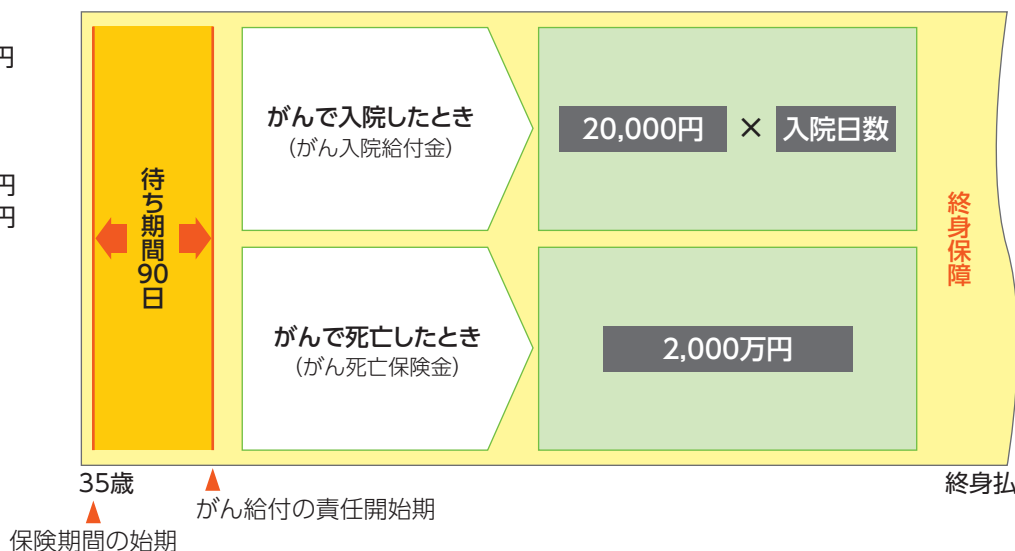 円
円
円
待ち期間90日
がんで入院したとき
(がん入院給付金)
20,000円 × 入院日数
がんで死亡したとき
(がん死亡保険金)
2,000万円
終身保障
35歳
終身払
がん給付の責任開始期
保険期間の始期